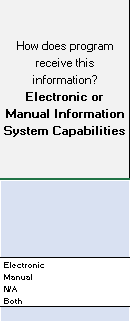 How does program
receive this
information?
Electronic or
Manual Information
System Capabilities
Electronic
Manual
N/A
Both